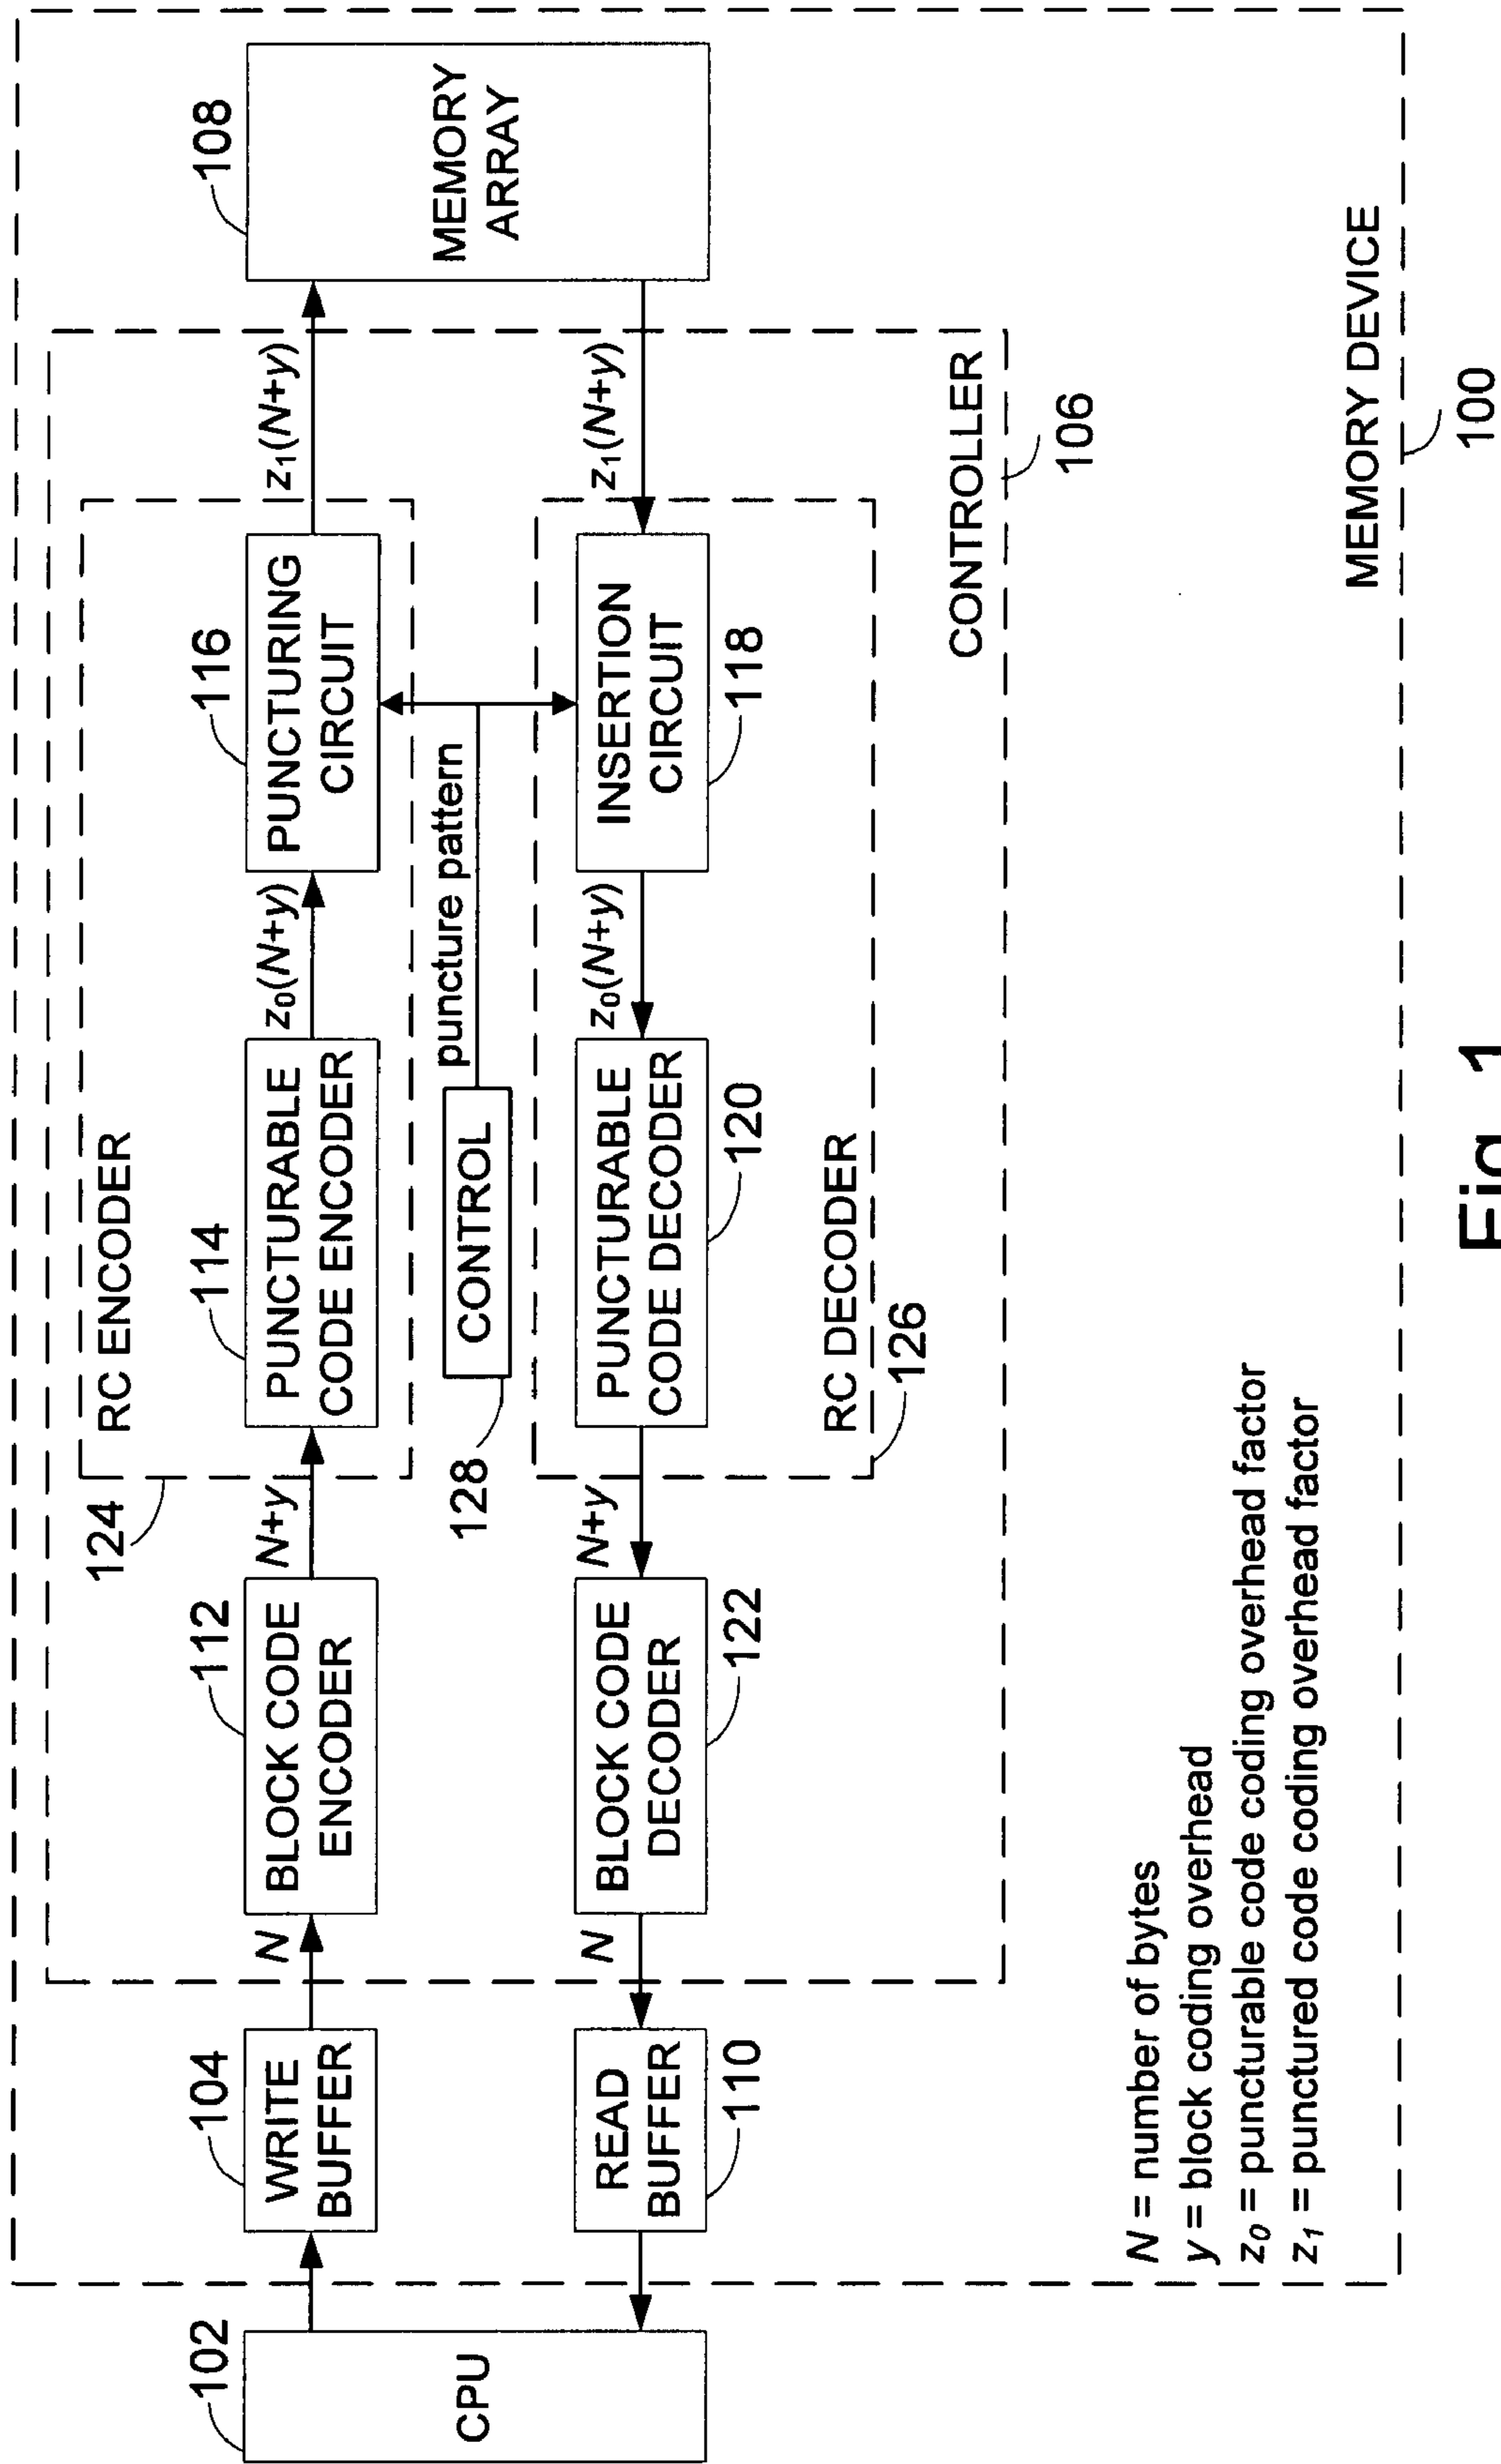 102
CPU
104
WRITE
BUFFER
N
112
BLOCK CODE
ENCODER
N+y
124
RC ENCODER
114
PUNCTURABLE
CODE ENCODER
z₀(N+y)
116
PUNCTURING
CIRCUIT
z₁(N+y)
108
MEMORY
ARRAY
128
CONTROL
puncture pattern
READ
BUFFER
110
N
BLOCK CODE
DECODER
122
N+y
PUNCTURABLE
CODE DECODER
120
z₀(N+y)
INSERTION
CIRCUIT
118
z₁(N+y)
RC DECODER
126
CONTROLLER
106
N = number of bytes
y = block coding overhead
z₀ = puncturable code coding overhead factor
z₁ = punctured code coding overhead factor
MEMORY DEVICE
100
Fig. 1